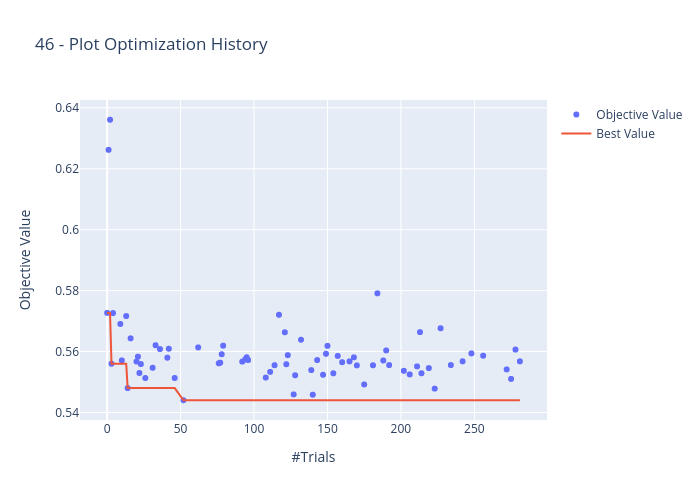 46 - Plot Optimization History
Objective Value
0.64
0.62
0.6
0.58
0.56
0.54
0
50
100
150
200
250
#Trials
Objective Value
Best Value